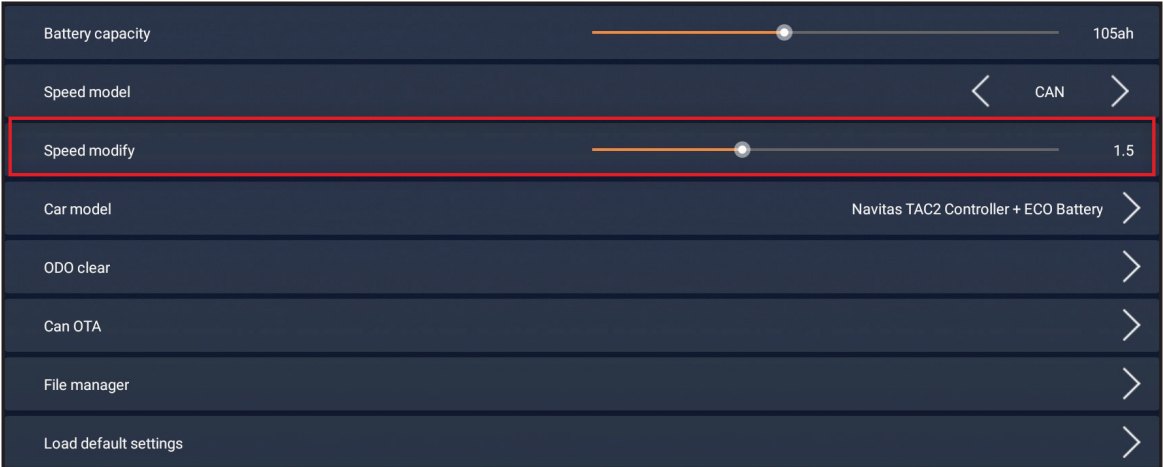 Battery capacity 105ah
Speed model CAN
Speed modify 1.5
Car model Navitas TAC2 Controller + ECO Battery
ODO clear
Can OTA
File manager
Load default settings